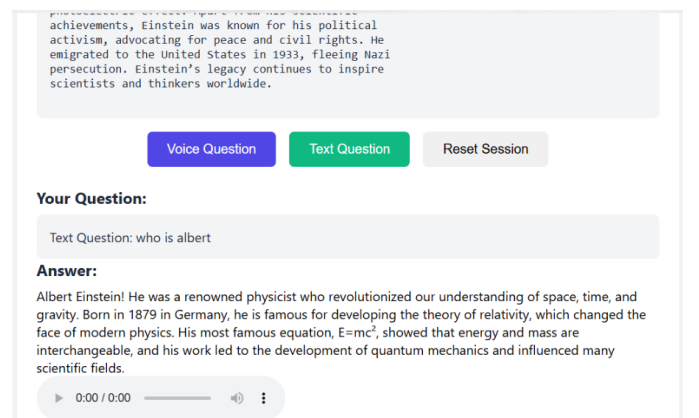 photoelectric effect. Apart from his scientific
achievements, Einstein was known for his political
activism, advocating for peace and civil rights. He
emigrated to the United States in 1933, fleeing Nazi
persecution. Einstein’s legacy continues to inspire
scientists and thinkers worldwide.
Voice Question Text Question Reset Session
Your Question:
Text Question: who is albert
Answer:
Albert Einstein! He was a renowned physicist who revolutionized our understanding of space, time, and
gravity. Born in 1879 in Germany, he is famous for developing the theory of relativity, which changed the
face of modern physics. His most famous equation, E=mc², showed that energy and mass are
interchangeable, and his work led to the development of quantum mechanics and influenced many
scientific fields.
0:00 / 0:00